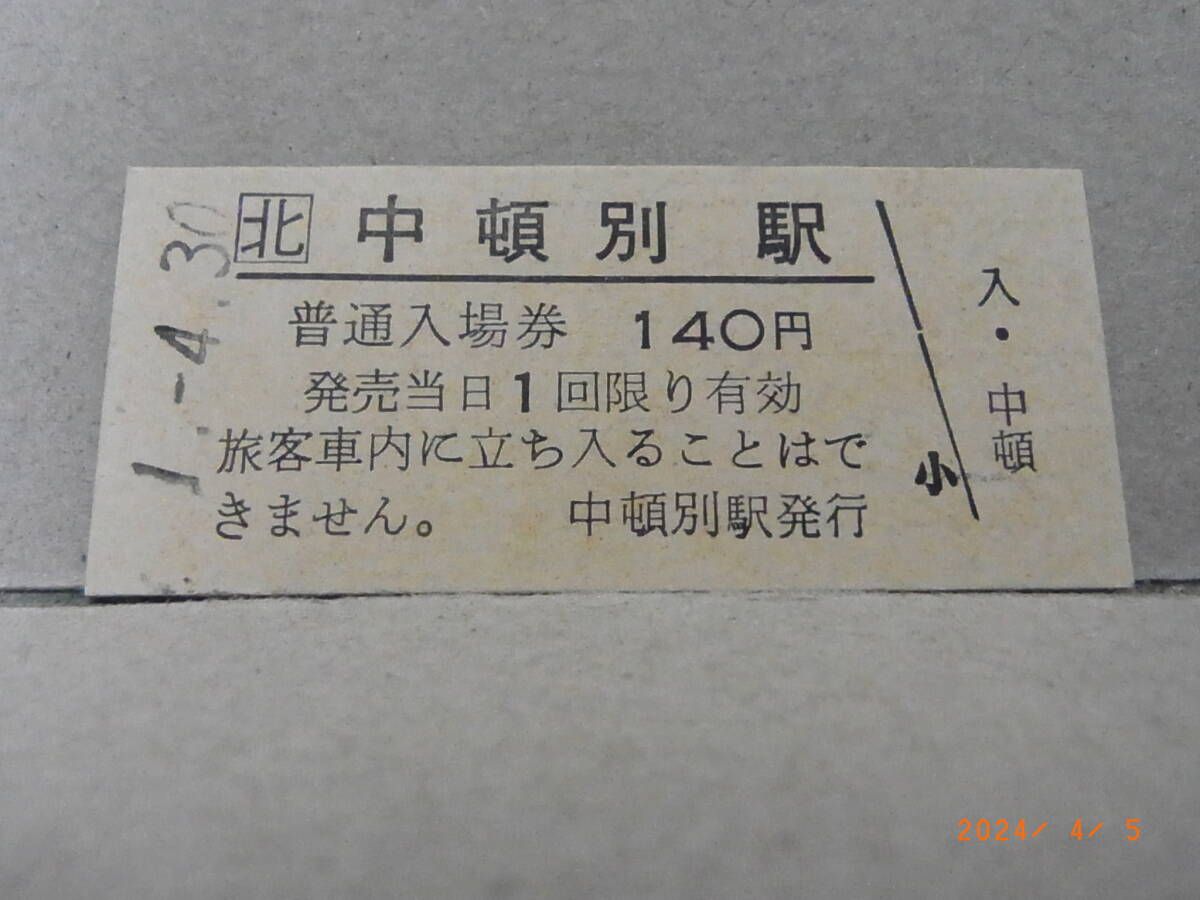 1.-4.30
北 中頓別駅
普通入場券 140円
発売当日1回限り有効
旅客車内に立ち入ることはで
きません。 中頓別駅発行
小
入・中頓
2024/ 4/ 5